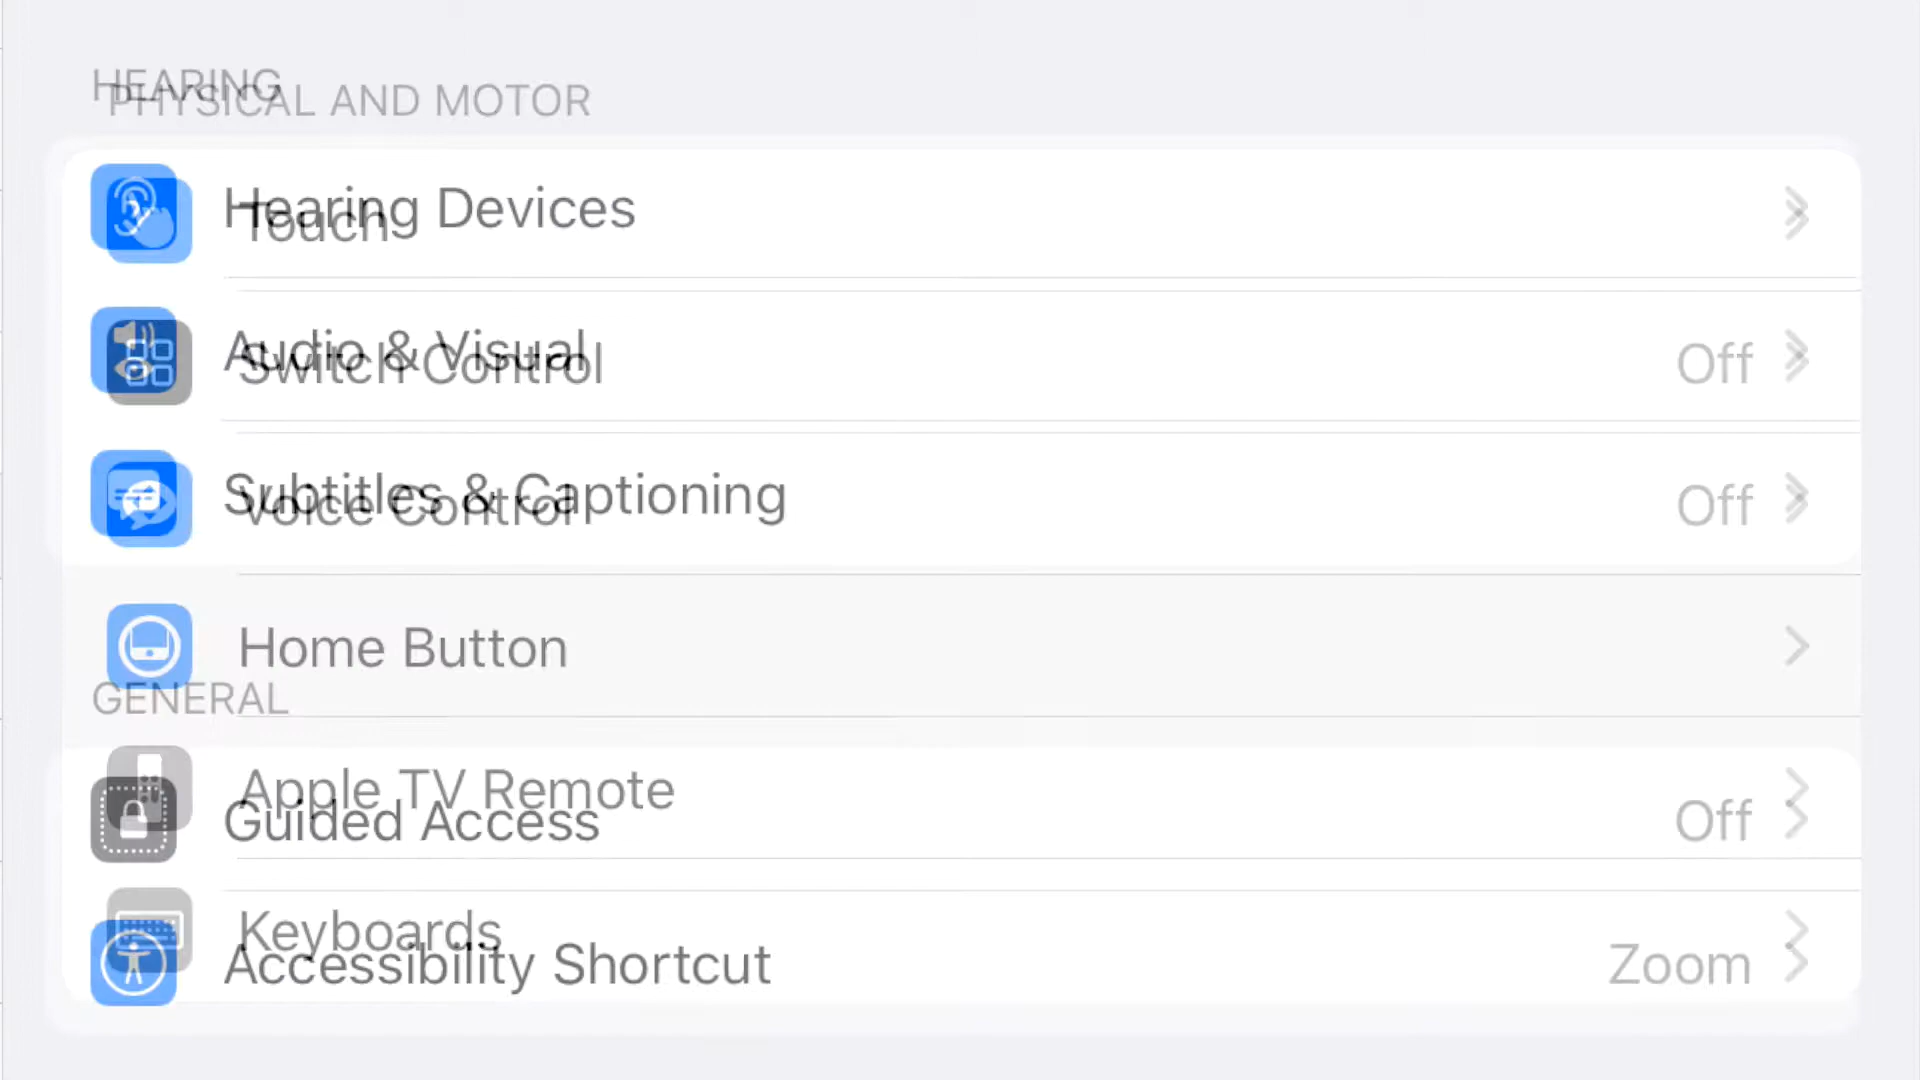 HEARING
PHYSICAL AND MOTOR
Hearing Devices
Touch
Audio & Visual
Switch Control Off
Subtitles & Captioning
Voice Control Off
Home Button
GENERAL
Apple TV Remote
Guided Access Off
Keyboards
Accessibility Shortcut Zoom